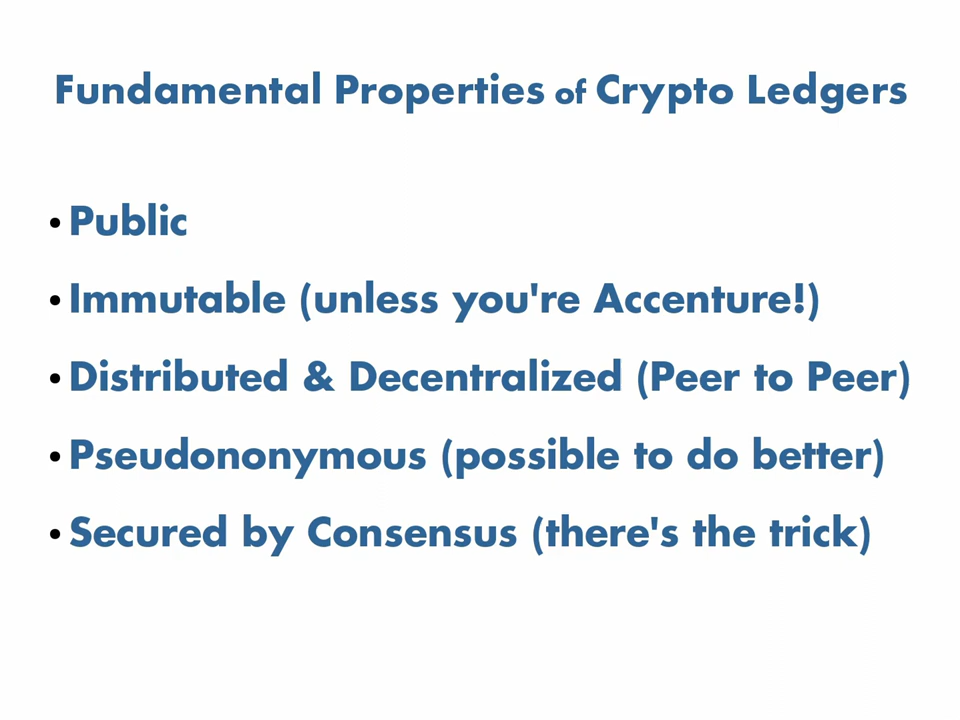 Fundamental Properties of Crypto Ledgers
• Public
• Immutable (unless you're Accenture!)
• Distributed & Decentralized (Peer to Peer)
• Pseudononymous (possible to do better)
• Secured by Consensus (there's the trick)